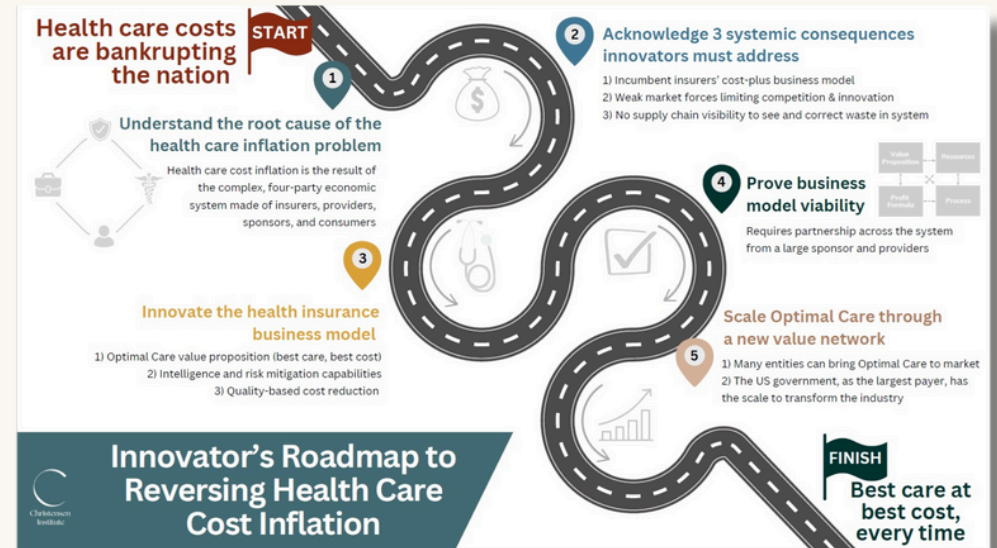 Health care costs
are bankrupting
the nation
START
1
Understand the root cause of the
health care inflation problem
Health care cost inflation is the result of
the complex, four-party economic
system made of insurers, providers,
sponsors, and consumers
2
Acknowledge 3 systemic consequences
innovators must address
1) Incumbent insurers' cost-plus business model
2) Weak market forces limiting competition & innovation
3) No supply chain visibility to see and correct waste in system
$
3
Innovate the health insurance
business model
1) Optimal Care value proposition (best care, best cost)
2) Intelligence and risk mitigation capabilities
3) Quality-based cost reduction
4
Prove business
model viability
Requires partnership across the system
from a large sponsor and providers
Value
Proposition
Resources
Profit
Formula
Process
5
Scale Optimal Care through
a new value network
1) Many entities can bring Optimal Care to market
2) The US government, as the largest payer, has
the scale to transform the industry
FINISH
Best care at
best cost,
every time
Christensen
Institute
Innovator's Roadmap to
Reversing Health Care
Cost Inflation